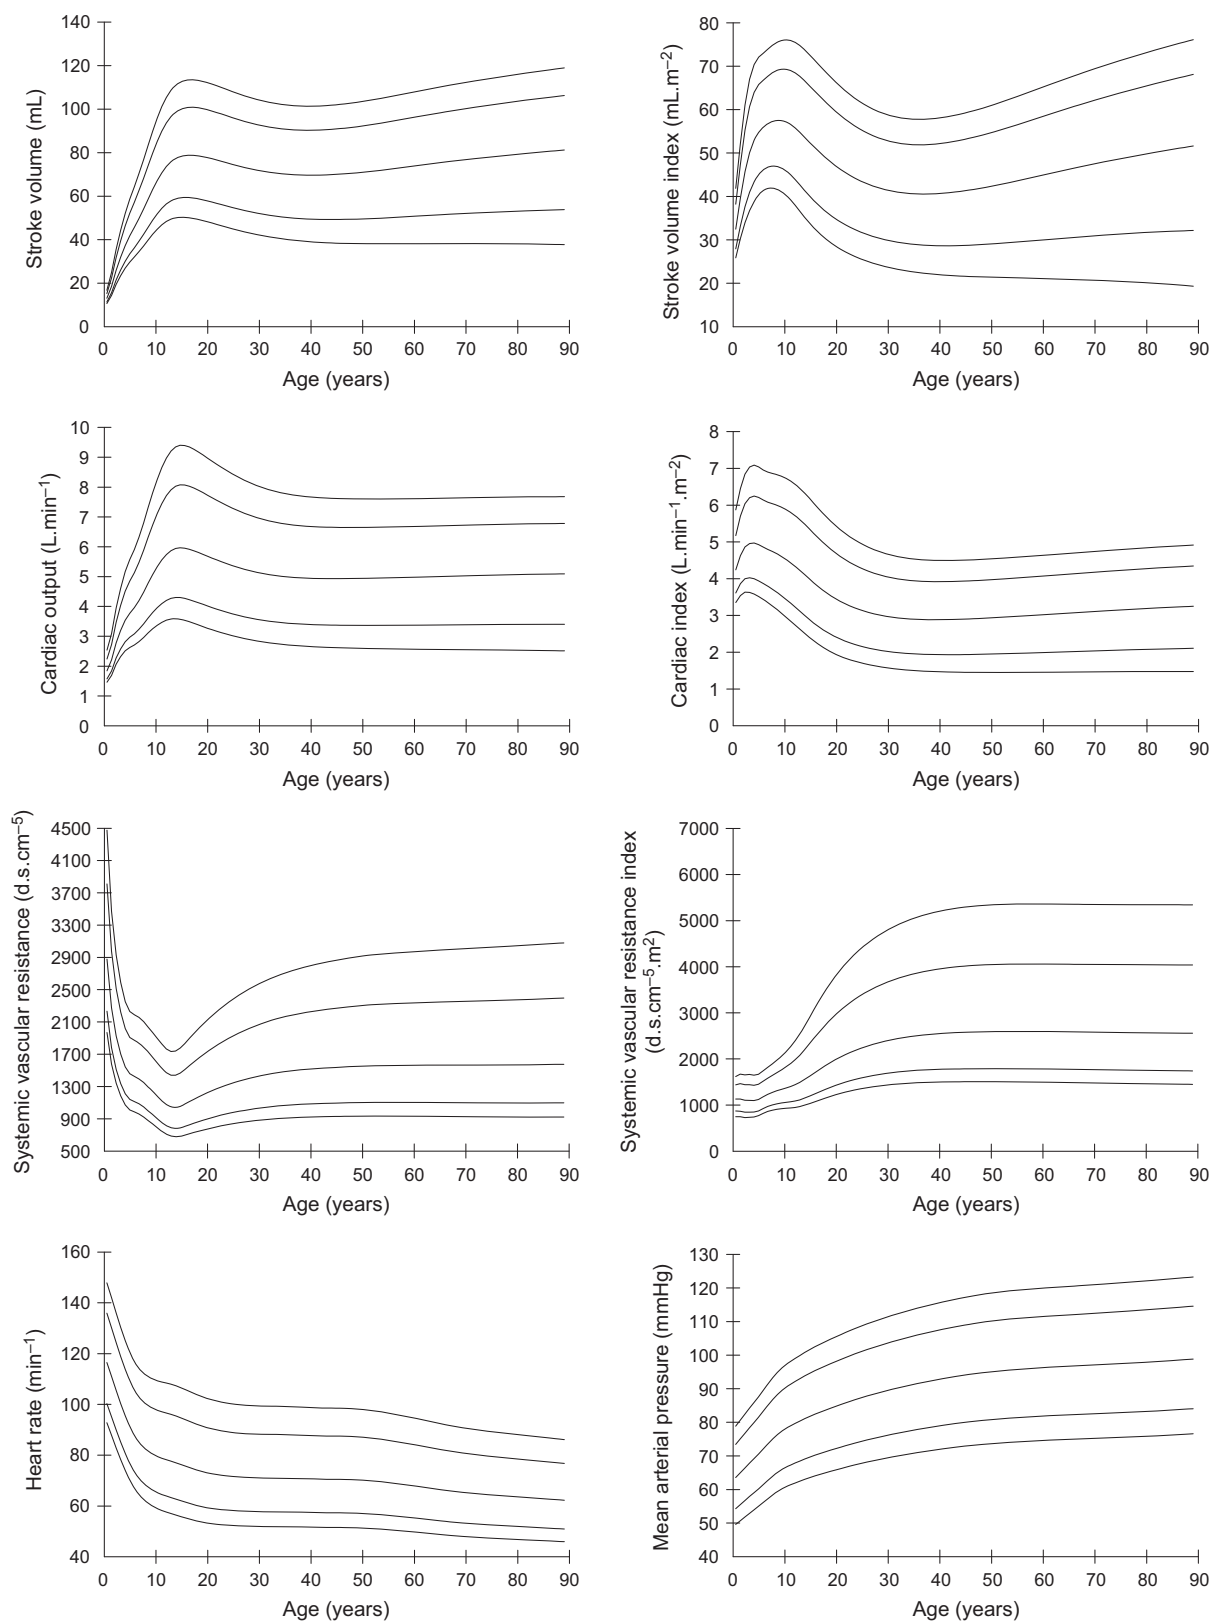 140
120
100
80
60
40
20
0
Stroke volume (mL)
0 10 20 30 40 50 60 70 80 90
Age (years)
80
70
60
50
40
30
20
10
Stroke volume index (mL.m−2)
0 10 20 30 40 50 60 70 80 90
Age (years)
10
9
8
7
6
5
4
3
2
1
0
Cardiac output (L.min−1)
0 10 20 30 40 50 60 70 80 90
Age (years)
8
7
6
5
4
3
2
1
0
Cardiac index (L.min−1.m−2)
0 10 20 30 40 50 60 70 80 90
Age (years)
4500
4100
3700
3300
2900
2500
2100
1700
1300
900
500
Systemic vascular resistance (d.s.cm−5)
0 10 20 30 40 50 60 70 80 90
Age (years)
7000
6000
5000
4000
3000
2000
1000
0
Systemic vascular resistance index
(d.s.cm−5.m2)
0 10 20 30 40 50 60 70 80 90
Age (years)
160
140
120
100
80
60
40
Heart rate (min−1)
0 10 20 30 40 50 60 70 80 90
Age (years)
130
120
110
100
90
80
70
60
50
40
Mean arterial pressure (mmHg)
0 10 20 30 40 50 60 70 80 90
Age (years)